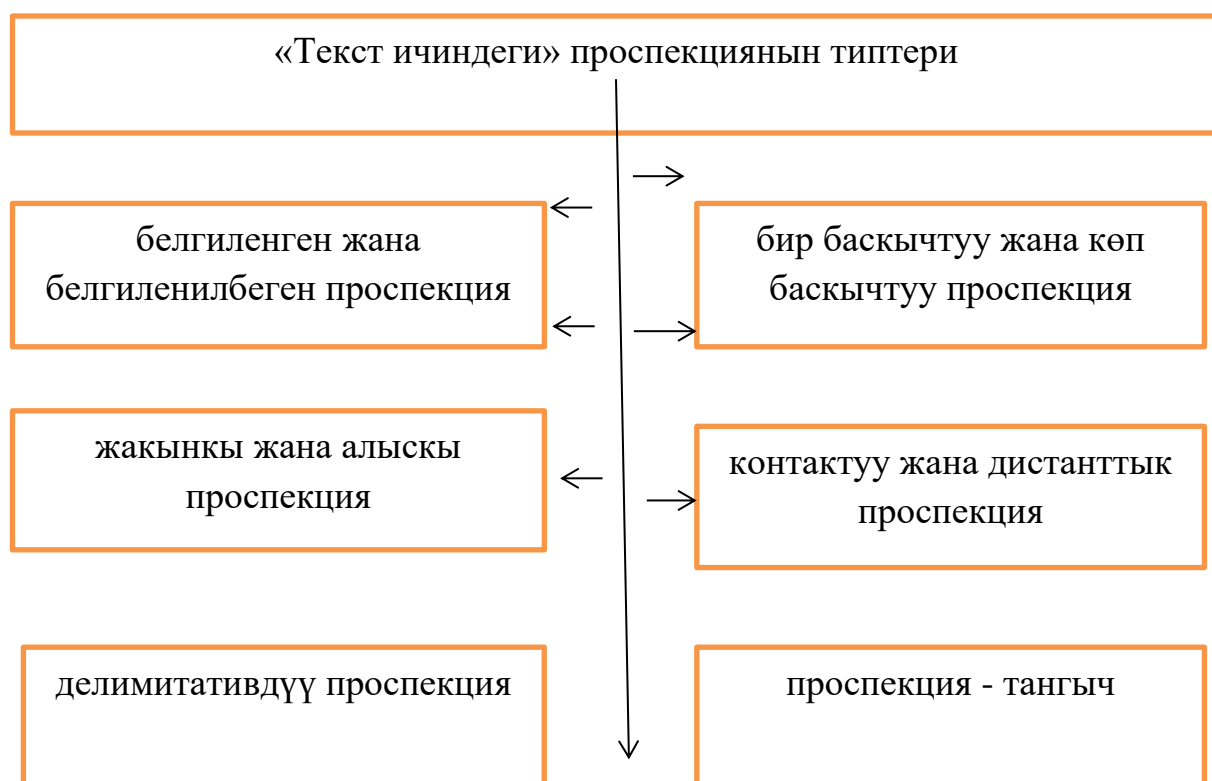 «Текст ичиндеги» проспекциянын типтери
белгиленген жана
белгиленилбеген проспекция
бир баскычтуу жана көп
баскычтуу проспекция
жакынкы жана алыскы
проспекция
контактуу жана дистанттык
проспекция
делимитативдүү проспекция
проспекция - тангыч